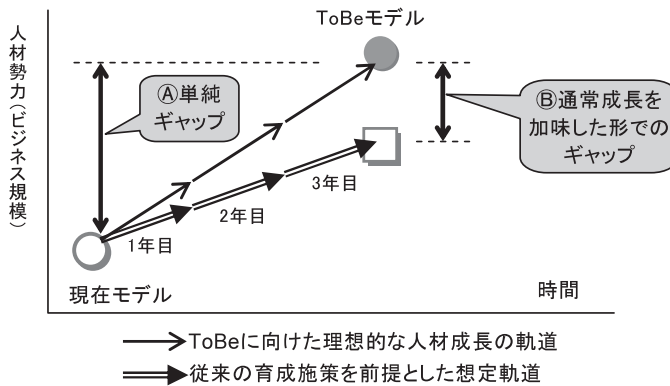 人材勢力(ビジネス規模)
ToBeモデル
Ⓐ単純
ギャップ
Ⓑ通常成長を
加味した形での
ギャップ
1年目
2年目
3年目
現在モデル
時間
ToBeに向けた理想的な人材成長の軌道
従来の育成施策を前提とした想定軌道